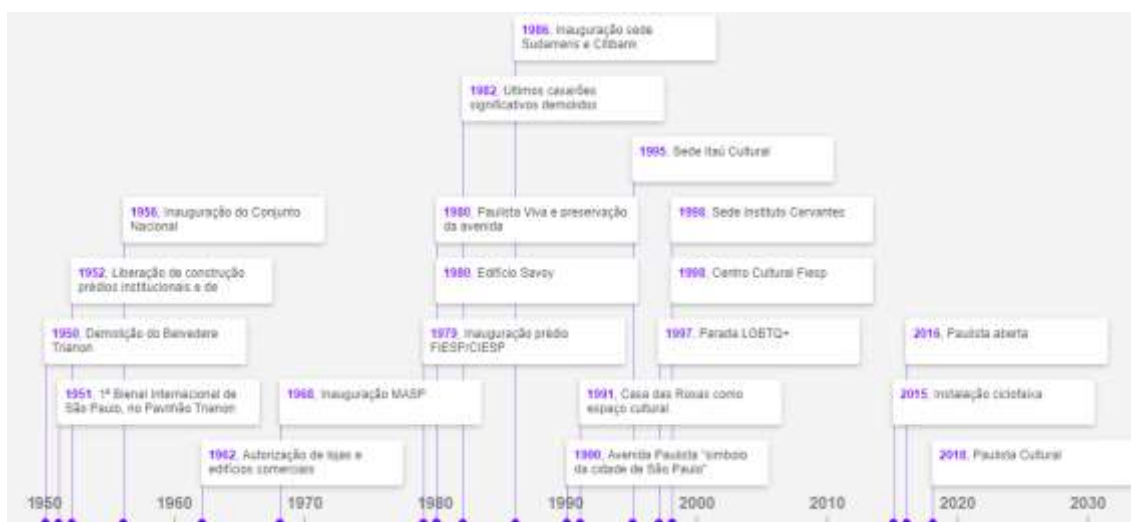 1986, Inauguração sede
Sudameris e Citibank
1982, Últimos casarões
significativos demolidos
1995, Sede Itaú Cultural
1956, Inauguração do Conjunto
Nacional
1980, Paulista Viva e preservação
da avenida
1998, Sede Instituto Cervantes
1952, Liberação de construção
prédios institucionais e de
1980, Edifício Savoy
1998, Centro Cultural Fiesp
1950, Demolição do Belvedere
Trianon
1979, Inauguração prédio
FIESP/CIESP
1997, Parada LGBTQ+
2016, Paulista aberta
1951, 1ª Bienal Internacional de
São Paulo, no Pavilhão Trianon
1968, Inauguração MASP
1991, Casa das Rosas como
espaço cultural
2015, Instalação ciclofaixa
1962, Autorização de lojas e
edifícios comerciais
1990, Avenida Paulista "símbolo
da cidade de São Paulo"
2018, Paulista Cultural
1950 1960 1970 1980 1990 2000 2010 2020 2030